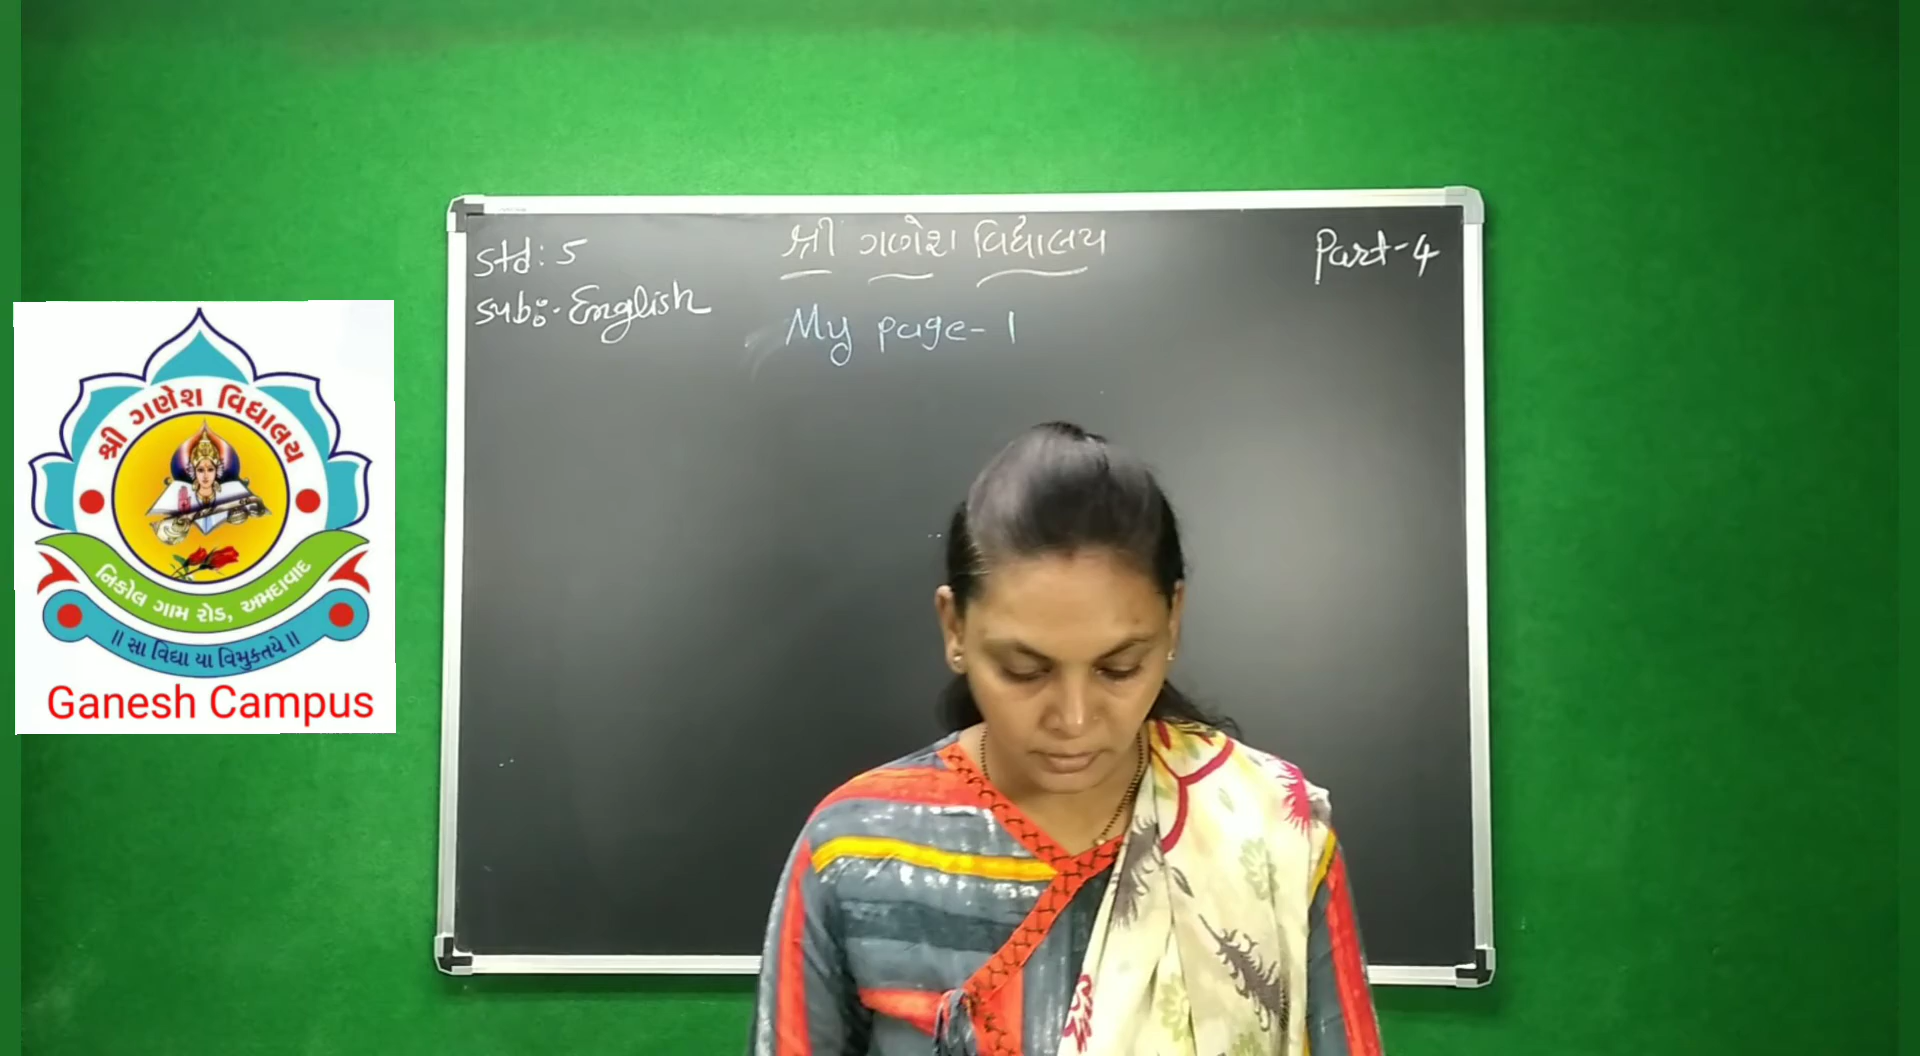 Std: 5
શ્રી ગણેશ વિદ્યાલય
Part-4
Sub:- English
My page-1
શ્રી ગણેશ વિદ્યાલય
નિકોલ ગામ રોડ, અમદાવાદ
॥ સા વિદ્યા યા વિમુક્તયે ॥
Ganesh Campus